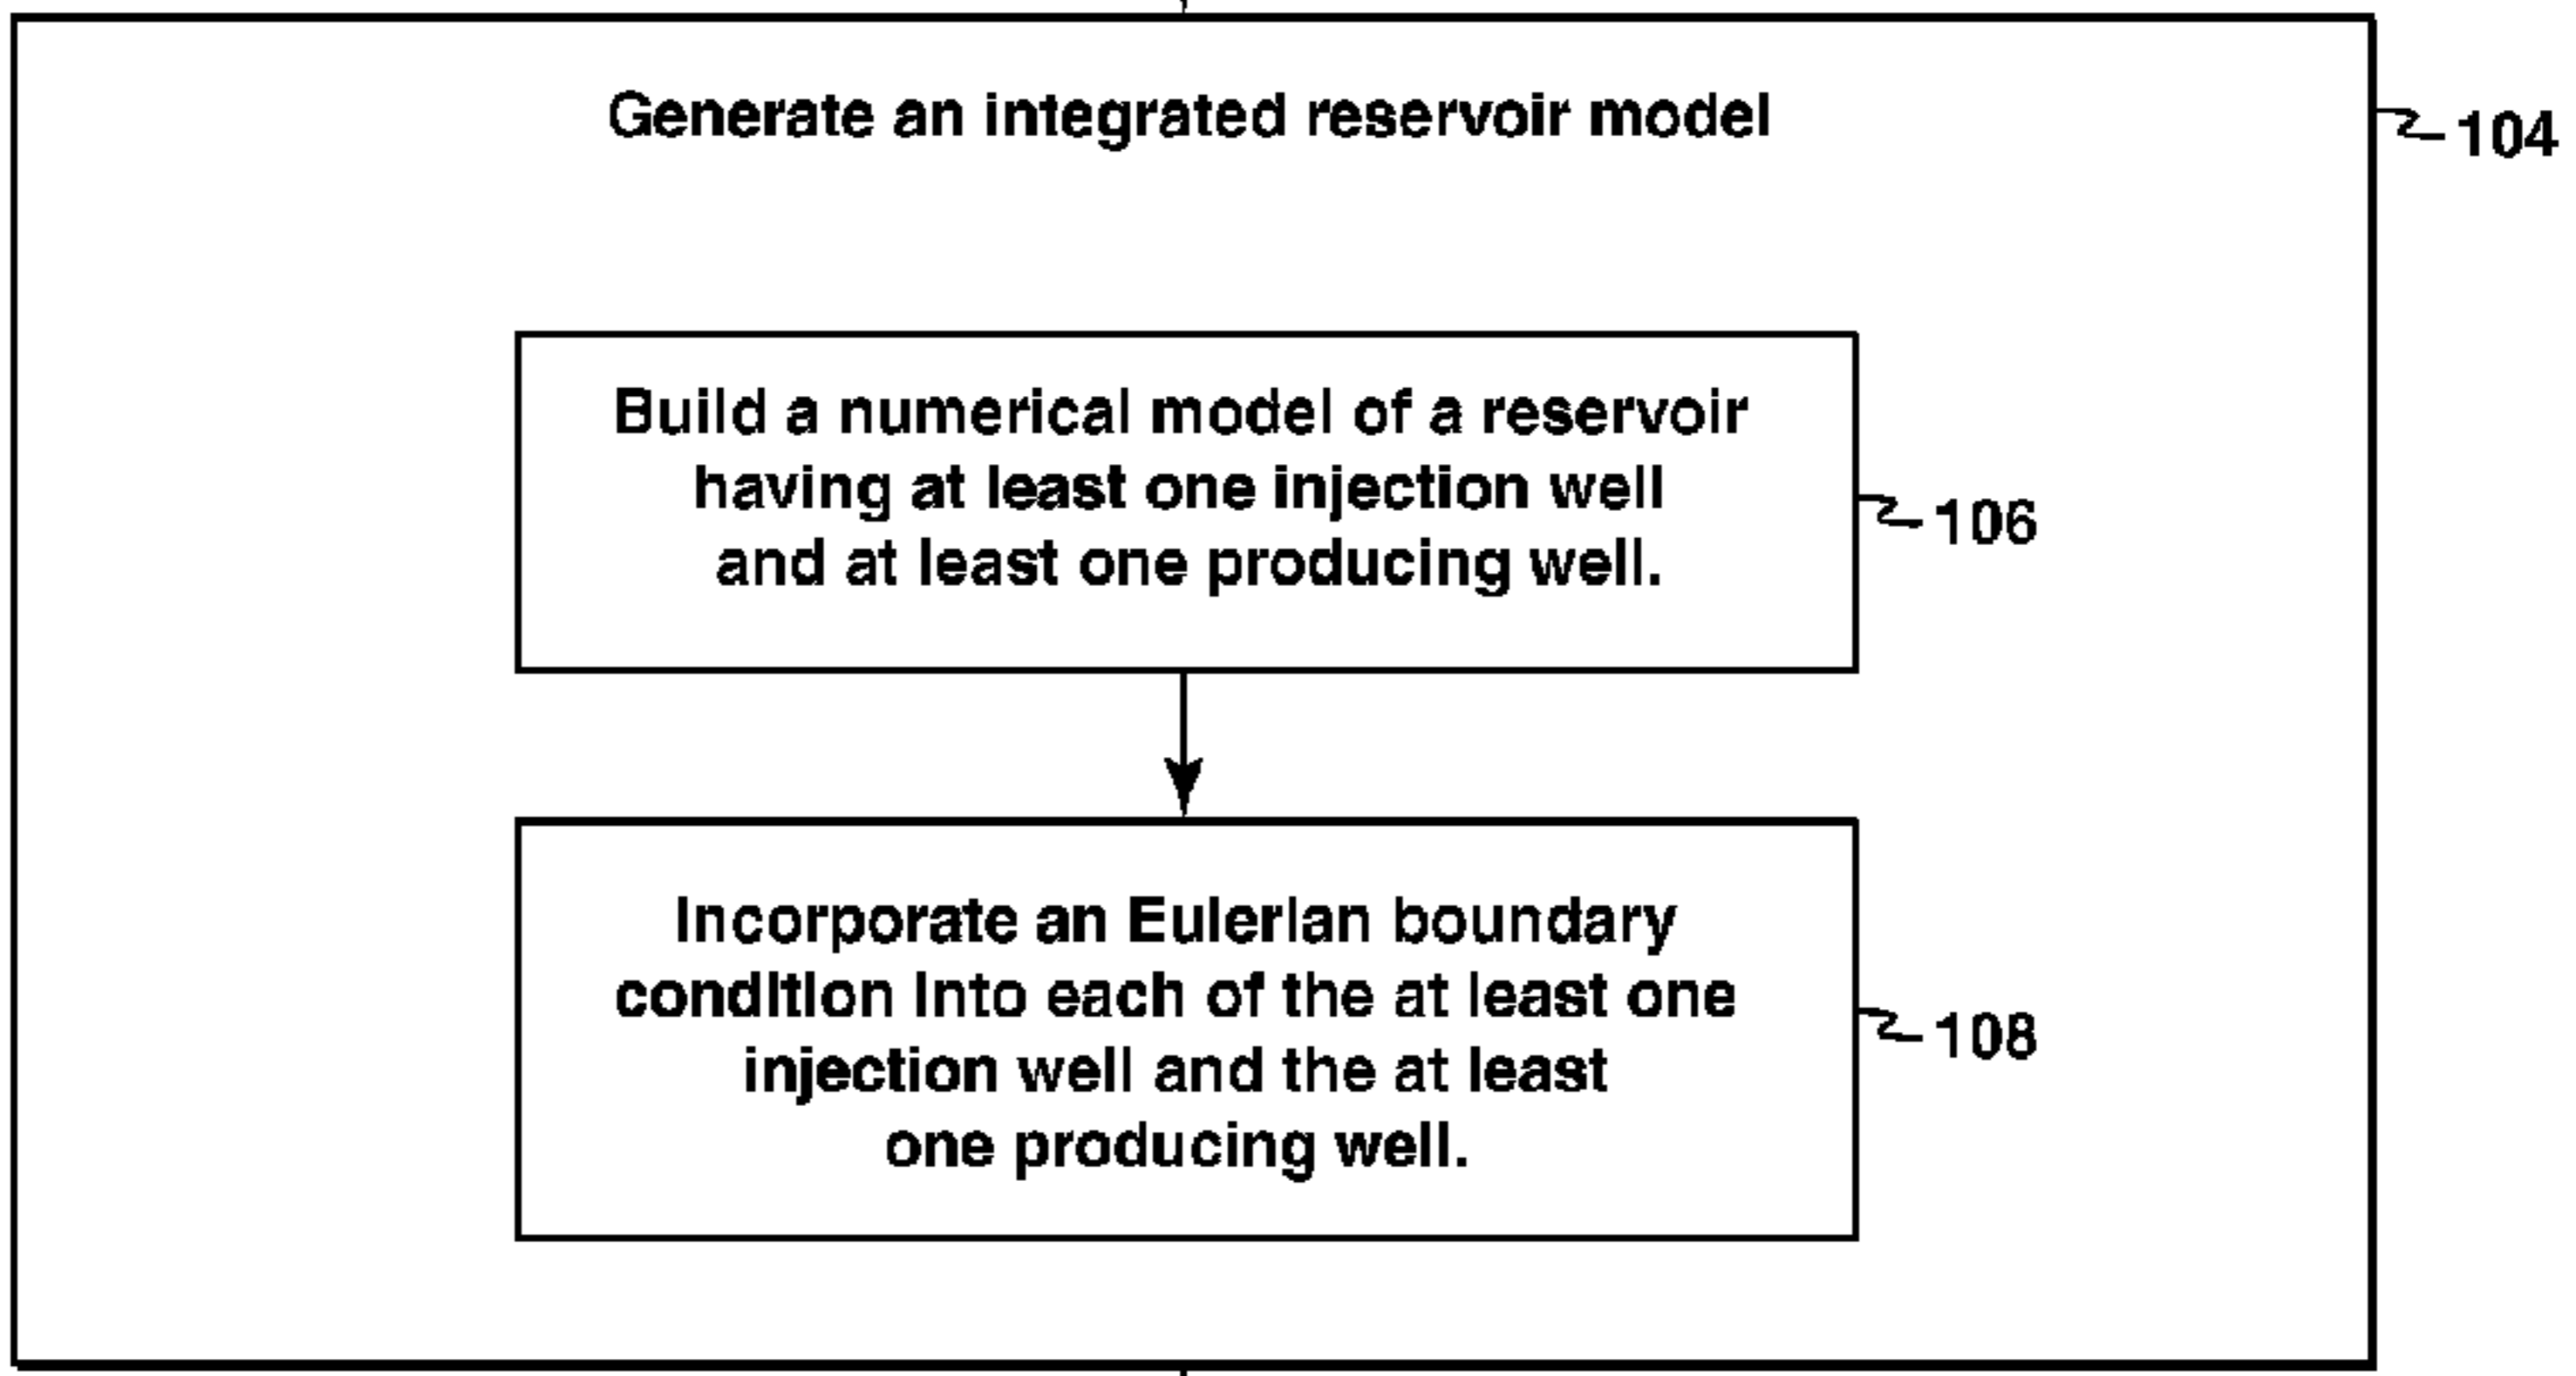 Generate an integrated reservoir model
104
Build a numerical model of a reservoir
having at least one injection well
and at least one producing well.
106
Incorporate an Eulerian boundary
condition into each of the at least one
injection well and the at least
one producing well.
108